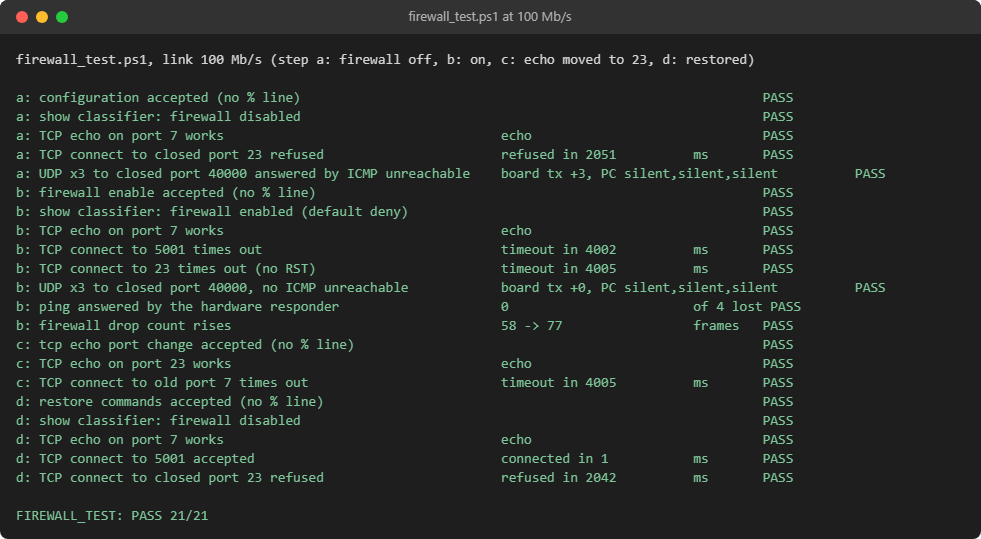 firewall_test.ps1 at 100 Mb/s
firewall_test.ps1, link 100 Mb/s (step a: firewall off, b: on, c: echo moved to 23, d: restored)
a: configuration accepted (no % line) PASS
a: show classifier: firewall disabled PASS
a: TCP echo on port 7 works echo PASS
a: TCP connect to closed port 23 refused refused in 2051 ms PASS
a: UDP x3 to closed port 40000 answered by ICMP unreachable board tx +3, PC silent,silent,silent PASS
b: firewall enable accepted (no % line) PASS
b: show classifier: firewall enabled (default deny) PASS
b: TCP echo on port 7 works echo PASS
b: TCP connect to 5001 times out timeout in 4002 ms PASS
b: TCP connect to 23 times out (no RST) timeout in 4005 ms PASS
b: UDP x3 to closed port 40000, no ICMP unreachable board tx +0, PC silent,silent,silent PASS
b: ping answered by the hardware responder 0 of 4 lost PASS
b: firewall drop count rises 58 -> 77 frames PASS
c: tcp echo port change accepted (no % line) PASS
c: TCP echo on port 23 works echo PASS
c: TCP connect to old port 7 times out timeout in 4005 ms PASS
d: restore commands accepted (no % line) PASS
d: show classifier: firewall disabled PASS
d: TCP echo on port 7 works echo PASS
d: TCP connect to 5001 accepted connected in 1 ms PASS
d: TCP connect to closed port 23 refused refused in 2042 ms PASS
FIREWALL_TEST: PASS 21/21